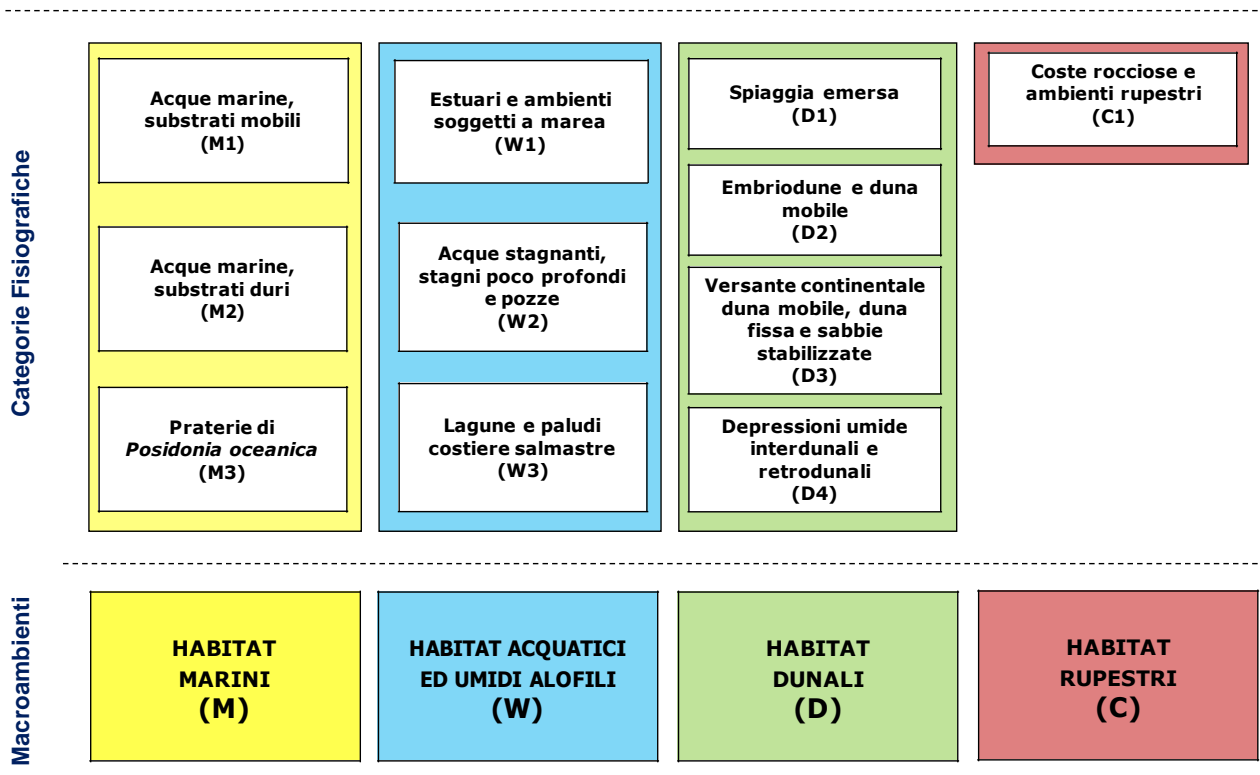 Categorie Fisiografiche
Acque marine,
substrati mobili
(M1)
Acque marine,
substrati duri
(M2)
Praterie di
Posidonia oceanica
(M3)
Estuari e ambienti
soggetti a marea
(W1)
Acque stagnanti,
stagni poco profondi
e pozze
(W2)
Lagune e paludi
costiere salmastre
(W3)
Spiaggia emersa
(D1)
Embriodune e duna
mobile
(D2)
Versante continentale
duna mobile, duna
fissa e sabbie
stabilizzate
(D3)
Depressioni umide
interdunali e
retrodunali
(D4)
Coste rocciose e
ambienti rupestri
(C1)
Macroambienti
HABITAT
MARINI
(M)
HABITAT ACQUATICI
ED UMIDI ALOFILI
(W)
HABITAT
DUNALI
(D)
HABITAT
RUPESTRI
(C)